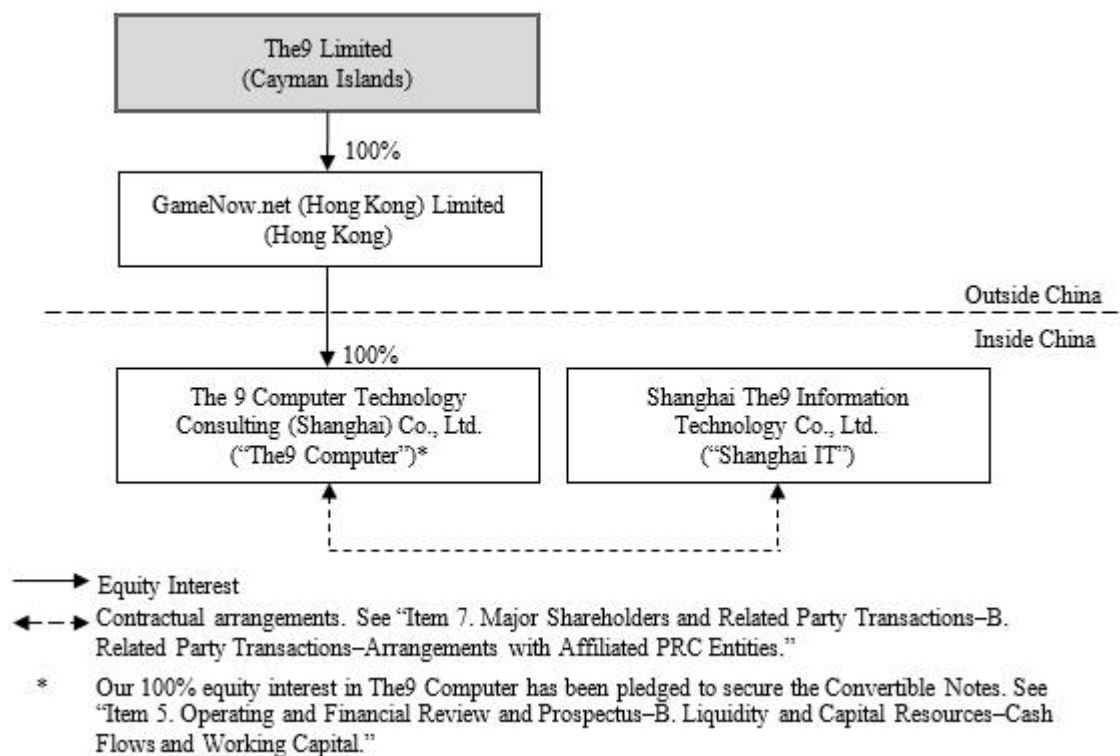 The9 Limited
(Cayman Islands)
100%
GameNow.net (Hong Kong) Limited
(Hong Kong)
Outside China
Inside China
100%
The 9 Computer Technology
Consulting (Shanghai) Co., Ltd.
(“The9 Computer”)*
Shanghai The9 Information
Technology Co., Ltd.
(“Shanghai IT”)
Equity Interest
Contractual arrangements. See “Item 7. Major Shareholders and Related Party Transactions–B.
Related Party Transactions–Arrangements with Affiliated PRC Entities.”
* Our 100% equity interest in The9 Computer has been pledged to secure the Convertible Notes. See
“Item 5. Operating and Financial Review and Prospectus–B. Liquidity and Capital Resources–Cash
Flows and Working Capital.”